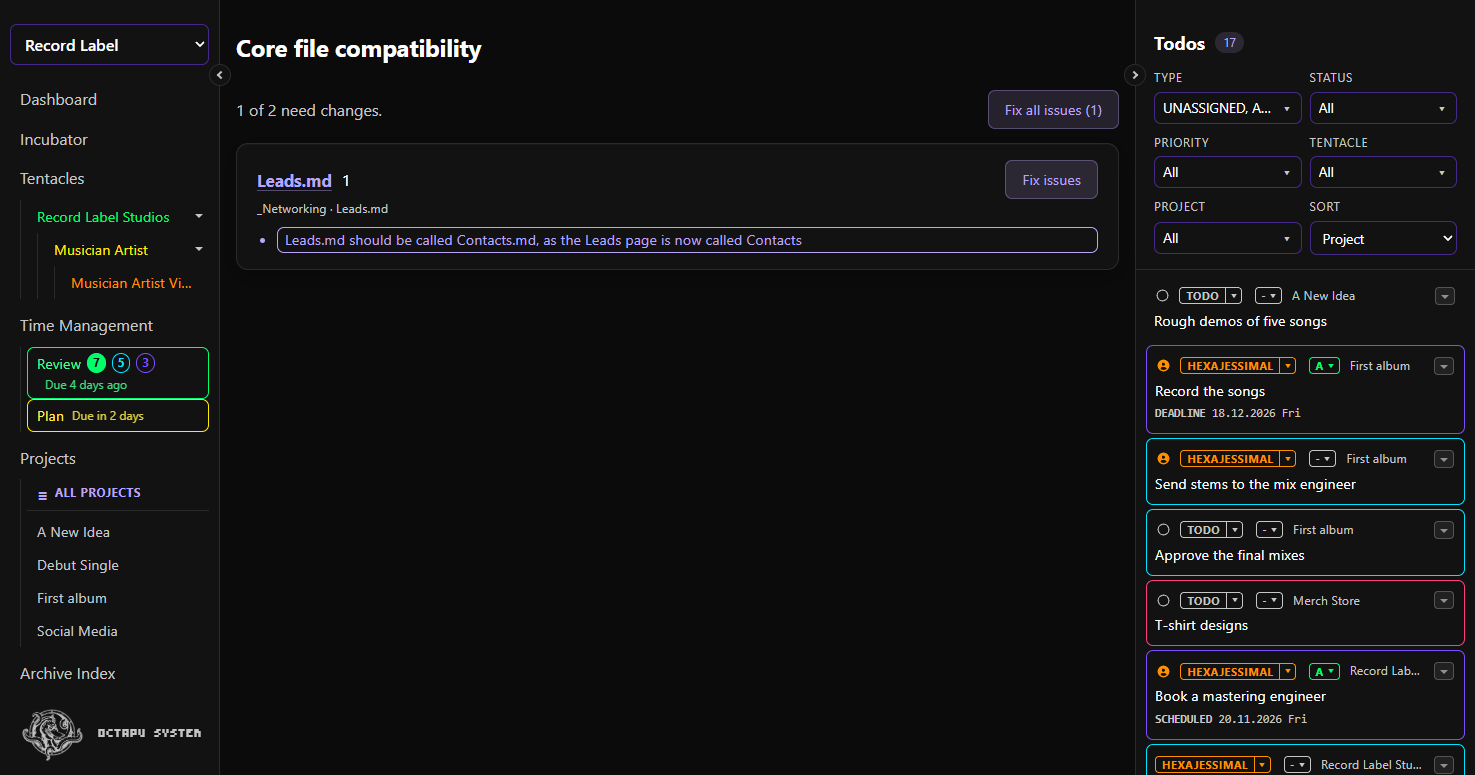 Record Label
Dashboard
Incubator
Tentacles
Record Label Studios
Musician Artist
Musician Artist Vi...
Time Management
Review 7 5 3
Due 4 days ago
Plan Due in 2 days
Projects
ALL PROJECTS
A New Idea
Debut Single
First album
Social Media
Archive Index
OCTAPU SYSTEM
Core file compatibility
1 of 2 need changes.
Fix all issues (1)
Leads.md 1
Fix issues
_Networking · Leads.md
• Leads.md should be called Contacts.md, as the Leads page is now called Contacts
Todos 17
TYPE STATUS
UNASSIGNED, A... All
PRIORITY TENTACLE
All All
PROJECT SORT
All Project
TODO - A New Idea
Rough demos of five songs
HEXAJESSIMAL A First album
Record the songs
DEADLINE 18.12.2026 Fri
HEXAJESSIMAL - First album
Send stems to the mix engineer
TODO - First album
Approve the final mixes
TODO - Merch Store
T-shirt designs
HEXAJESSIMAL A Record Lab...
Book a mastering engineer
SCHEDULED 20.11.2026 Fri
HEXAJESSIMAL - Record Label Stu...